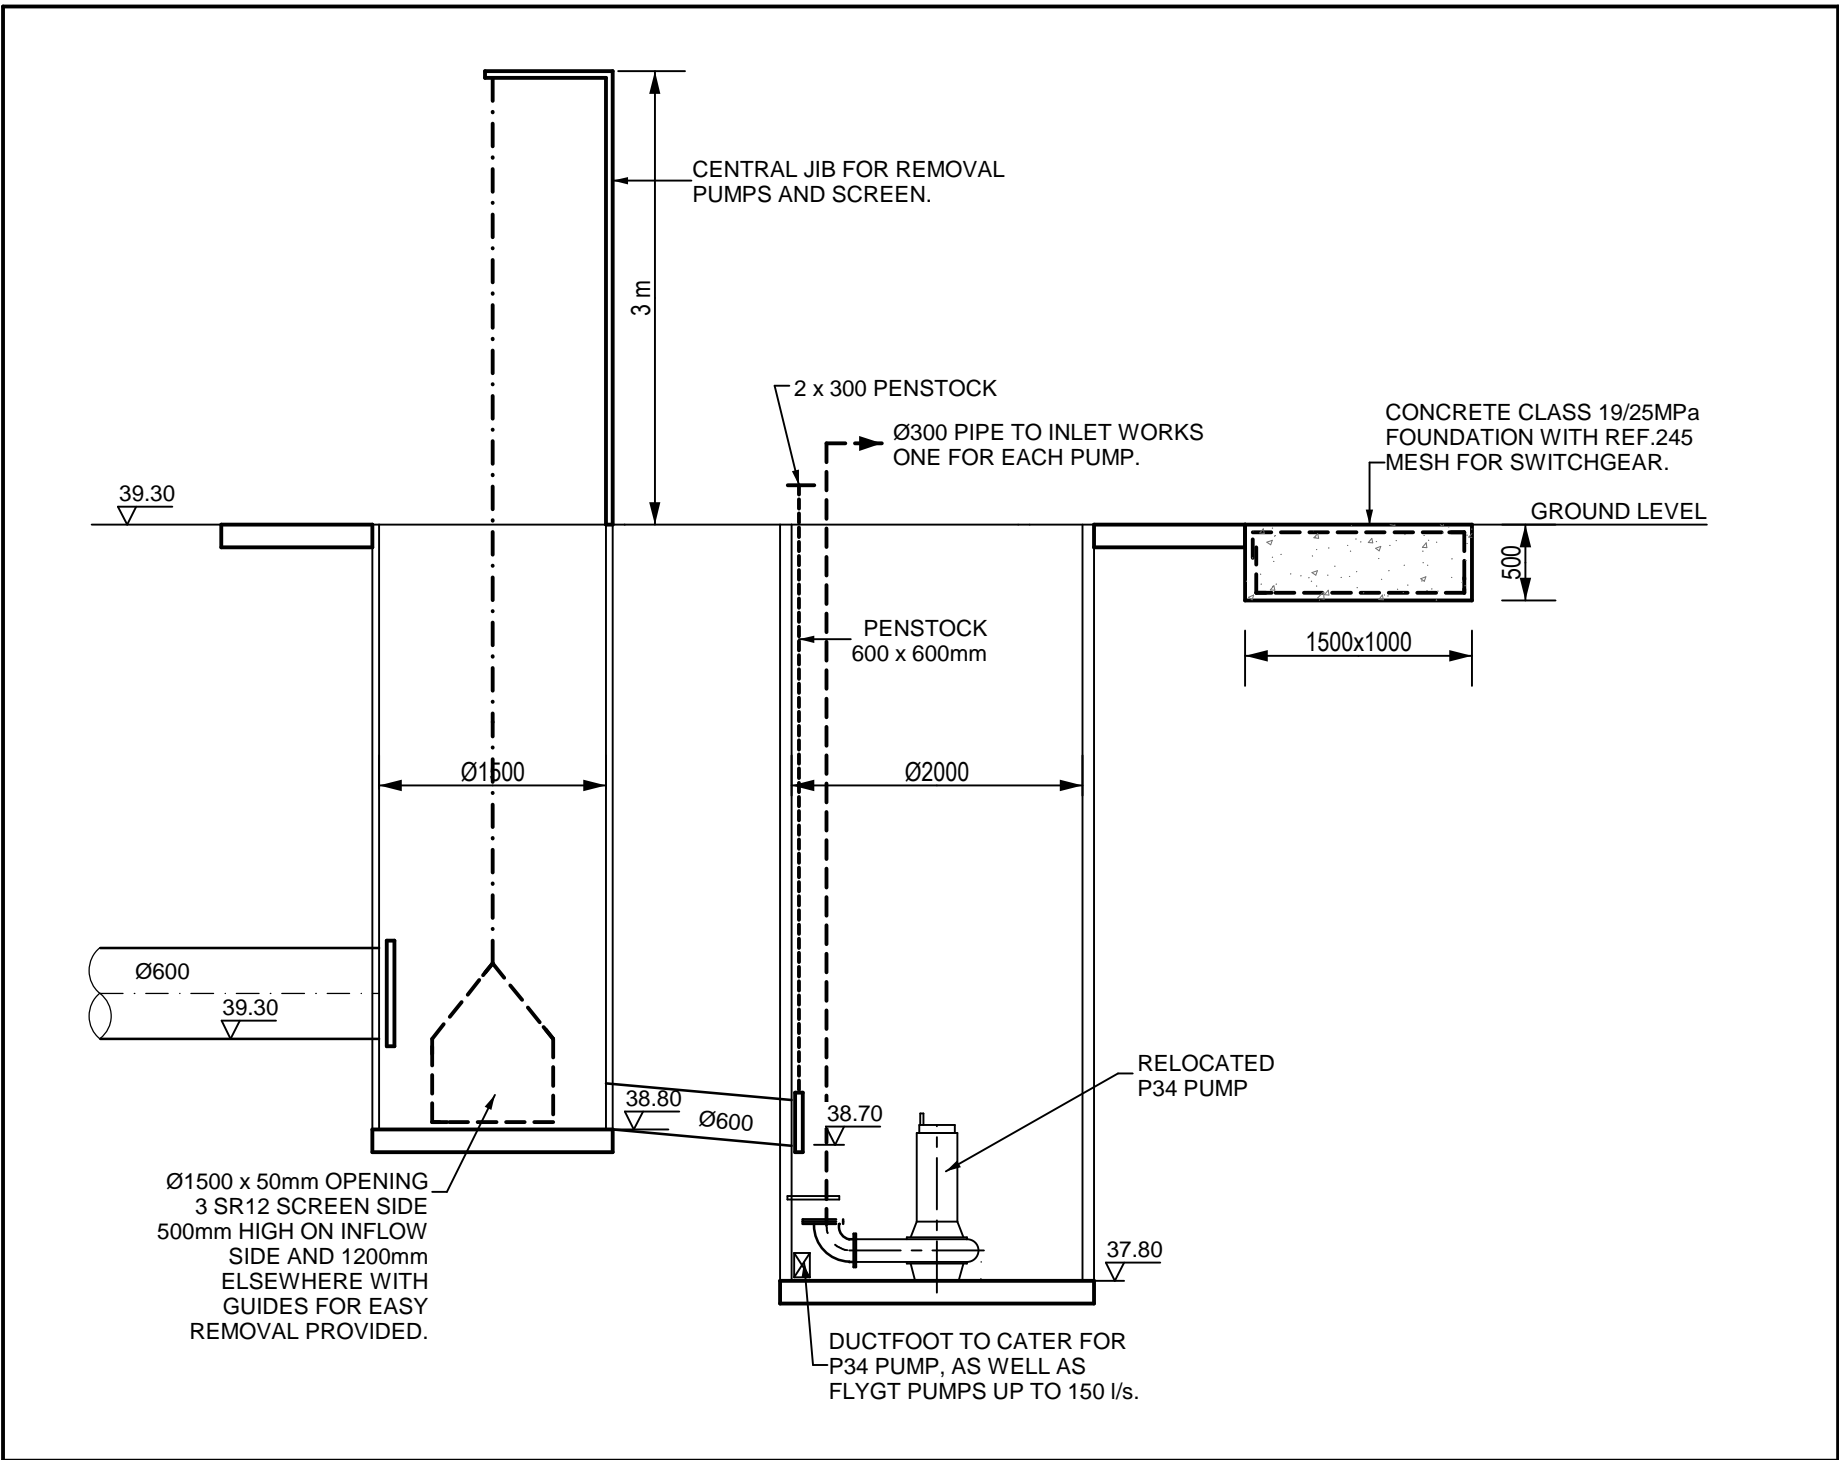 CENTRAL JIB FOR REMOVAL
PUMPS AND SCREEN.
3 m
2 x 300 PENSTOCK
Ø300 PIPE TO INLET WORKS
ONE FOR EACH PUMP.
CONCRETE CLASS 19/25MPa
FOUNDATION WITH REF.245
MESH FOR SWITCHGEAR.
39.30
GROUND LEVEL
500
PENSTOCK
600 x 600mm
1500x1000
Ø1500
Ø2000
Ø600
39.30
RELOCATED
P34 PUMP
38.80
Ø600
38.70
Ø1500 x 50mm OPENING
3 SR12 SCREEN SIDE
500mm HIGH ON INFLOW
SIDE AND 1200mm
ELSEWHERE WITH
GUIDES FOR EASY
REMOVAL PROVIDED.
37.80
DUCTFOOT TO CATER FOR
P34 PUMP, AS WELL AS
FLYGT PUMPS UP TO 150 l/s.